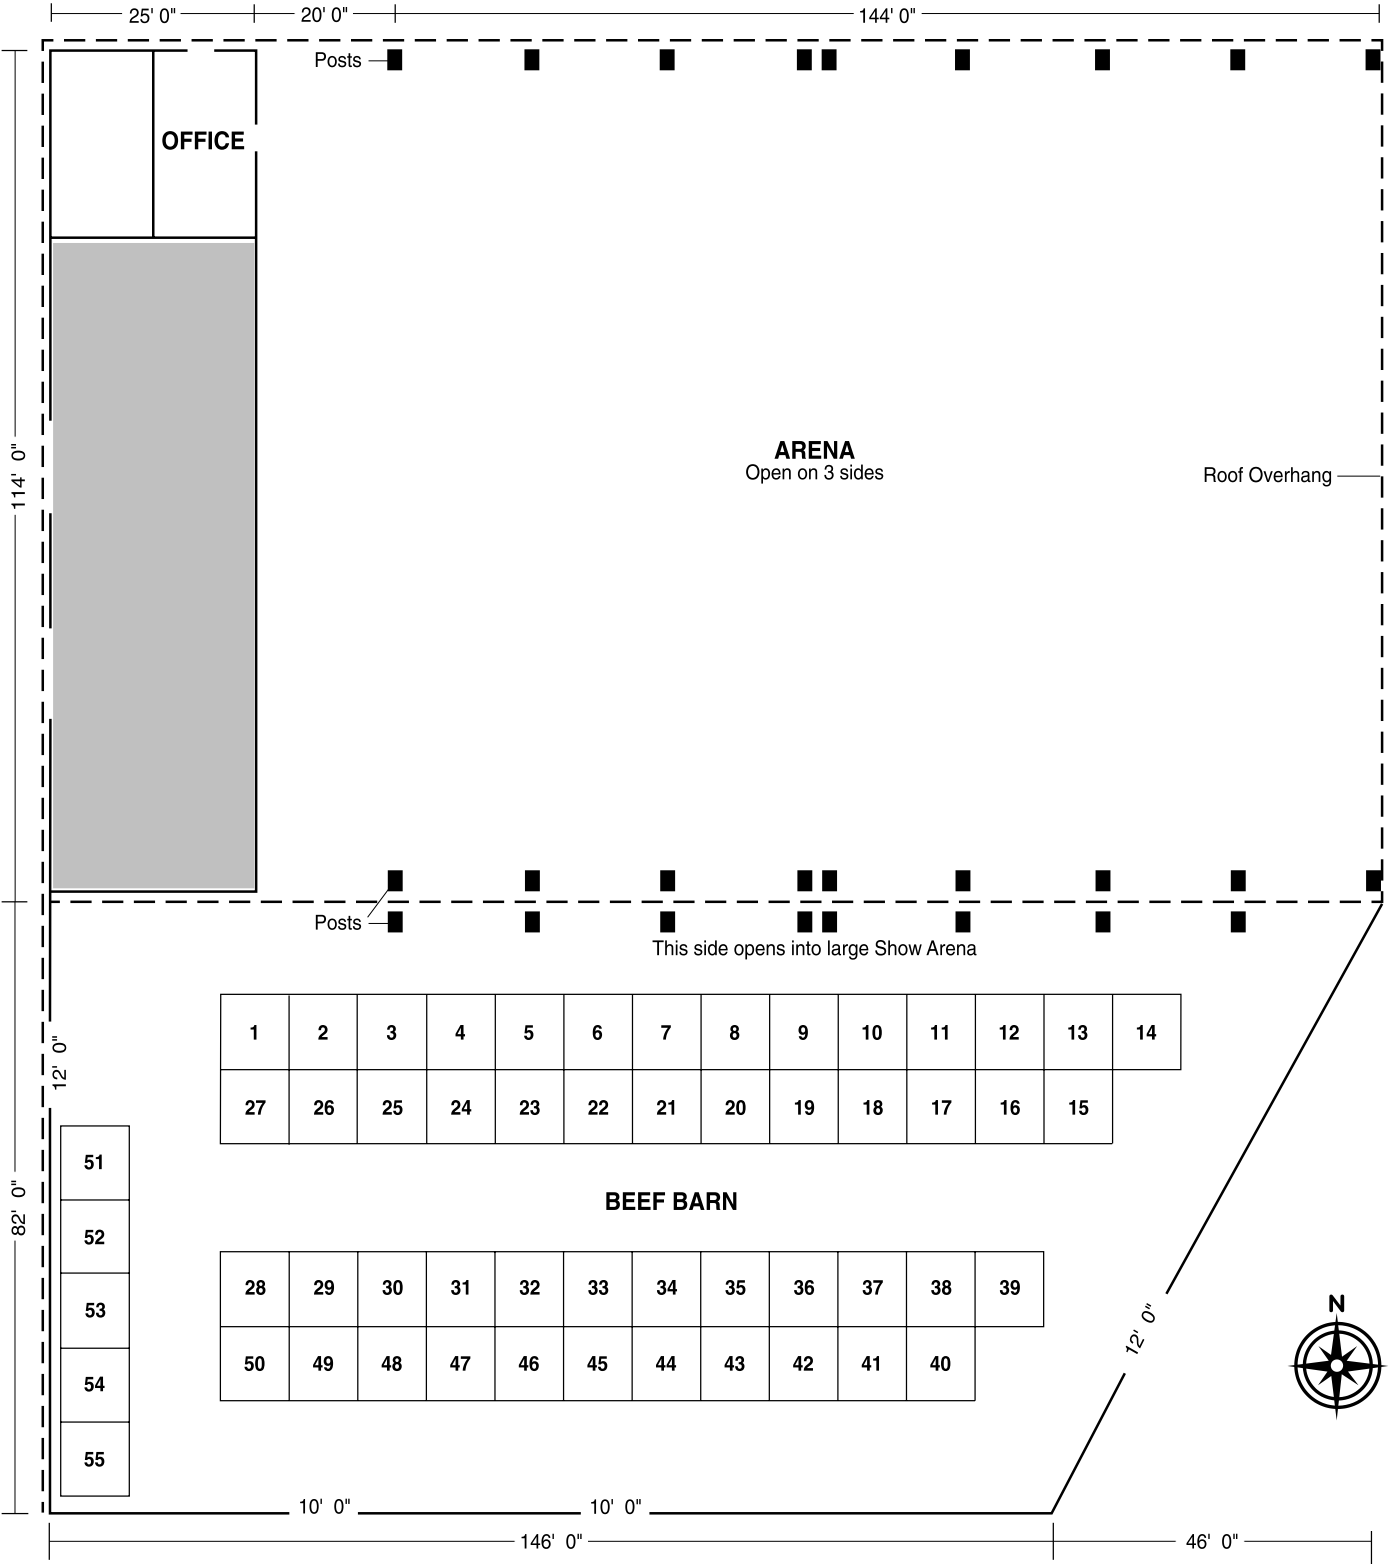 25' 0"
20' 0"
144' 0"
Posts
OFFICE
ARENA
Open on 3 sides
Roof Overhang
114' 0"
Posts
This side opens into large Show Arena
1 2 3 4 5 6 7 8 9 10 11 12 13 14
12' 0"
27 26 25 24 23 22 21 20 19 18 17 16 15
51
BEEF BARN
82' 0"
52
28 29 30 31 32 33 34 35 36 37 38 39
53
N
12' 0"
50 49 48 47 46 45 44 43 42 41 40
54
55
10' 0"
10' 0"
146' 0"
46' 0"